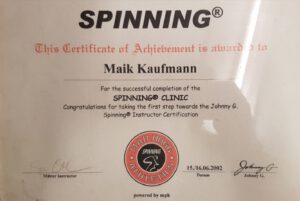 SPINNING®
This Certificate of Achievement is awarded to
Maik Kaufmann
For the successful completion of the
SPINNING® CLINIC
Congratulations for taking the first step towards the Johnny G.
Spinning® Instructor Certification
SPINNING
15./16.06.2002
Master Instructor
Datum
Johnny G.
powered by mpk